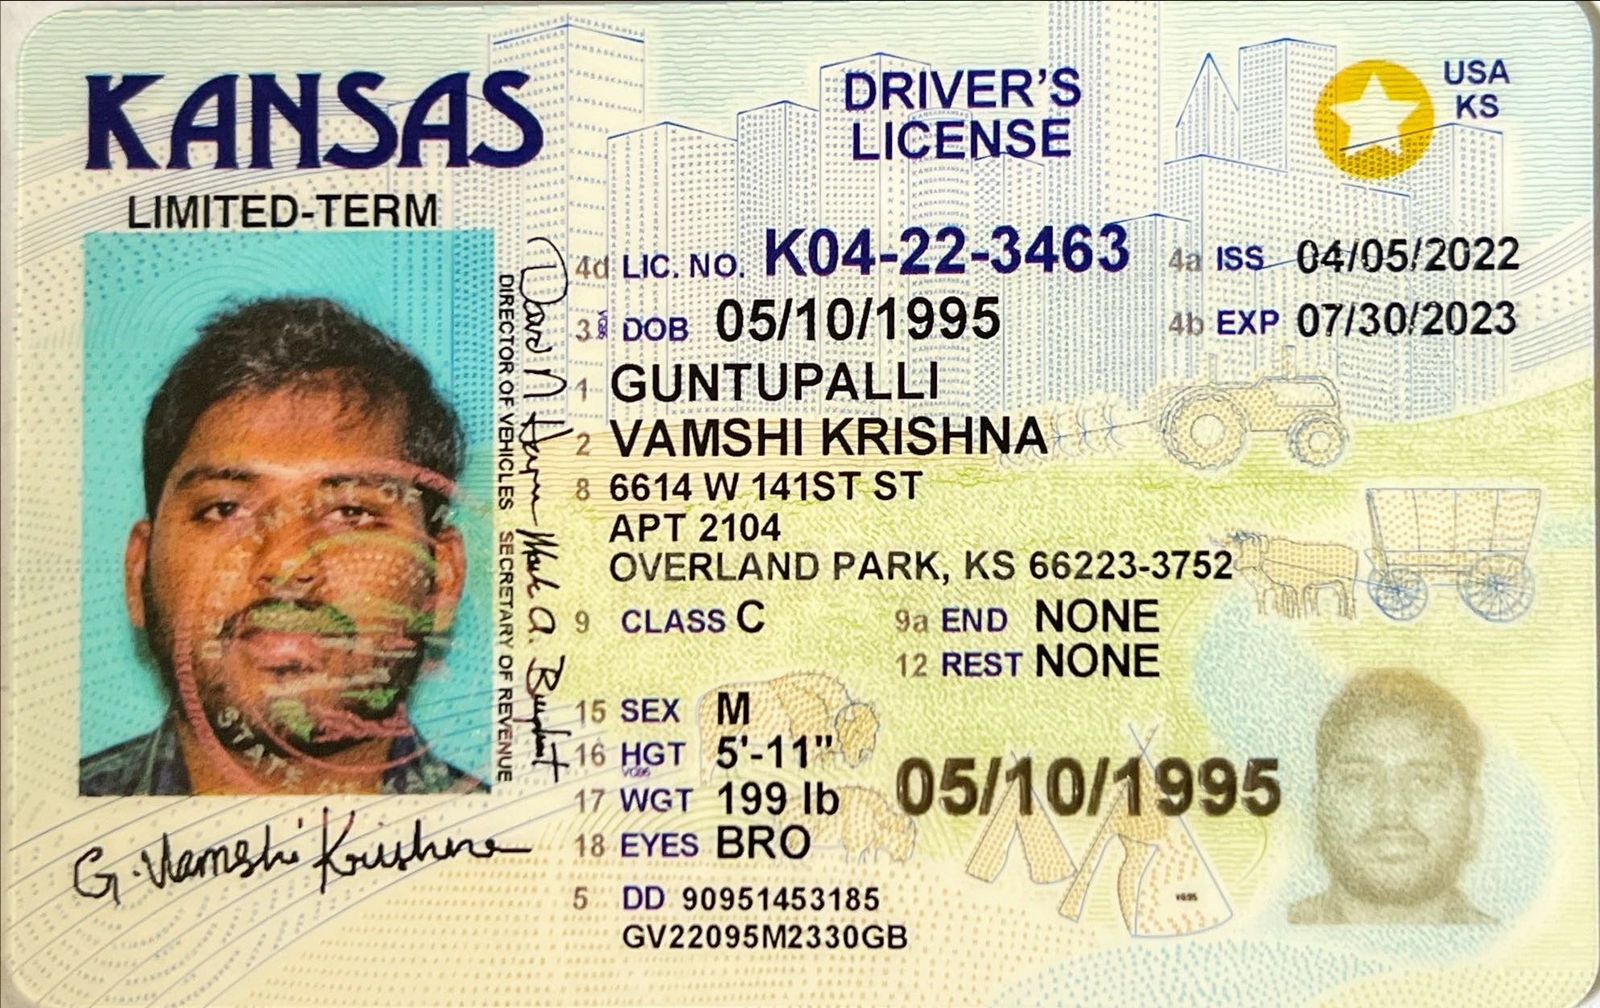 KANSAS
LIMITED-TERM
DRIVER'S
LICENSE
USA
KS
4d LIC. NO. K04-22-3463
4a ISS 04/05/2022
3 DOB 05/10/1995
4b EXP 07/30/2023
1 GUNTUPALLI
2 VAMSHI KRISHNA
8 6614 W 141ST ST
APT 2104
OVERLAND PARK, KS 66223-3752
9 CLASS C
9a END NONE
12 REST NONE
15 SEX M
16 HGT 5'-11"
17 WGT 199 lb
18 EYES BRO
05/10/1995
5 DD 90951453185
GV22095M2330GB
DIRECTOR OF VEHICLES
SECRETARY OF REVENUE
G. Vamshi Krishna